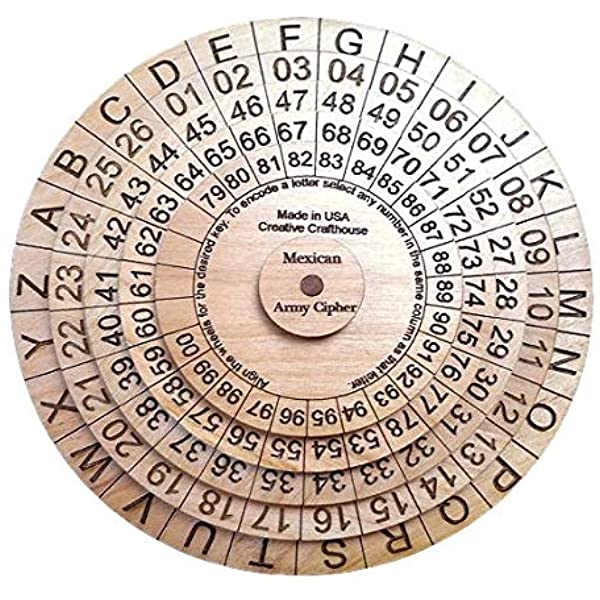 A B C D E F G H I J K L M N O P Q R S T U V W X Y Z
24 25 26 01 02 03 04 05 06 07 08 09 10 11 12 13 14 15 16 17 18 19 20 21 22 23
42 43 44 45 46 47 48 49 50 51 52 27 28 29 30 31 32 33 34 35 36 37 38 39 40 41
62 63 64 65 66 67 68 69 70 71 72 73 74 75 76 77 78 53 54 55 56 57 58 59 60 61
79 80 81 82 83 84 85 86 87 88 89 90 91 92 93 94 95 96 97 98 99 00
Align the wheels for the desired key. To encode a letter select any number in the same column as that letter.
Made in USA
Creative Crafthouse
Mexican
Army Cipher